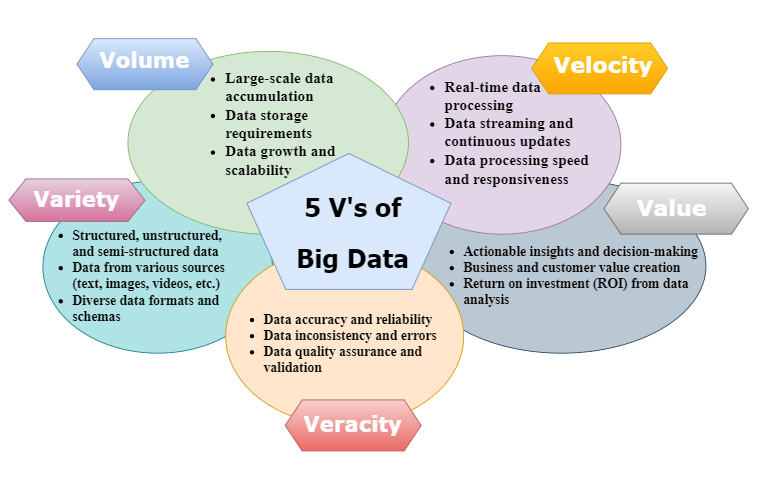 Volume
• Large-scale data
accumulation
• Data storage
requirements
• Data growth and
scalability
Velocity
• Real-time data
processing
• Data streaming and
continuous updates
• Data processing speed
and responsiveness
Variety
• Structured, unstructured,
and semi-structured data
• Data from various sources
(text, images, videos, etc.)
• Diverse data formats and
schemas
5 V's of
Big Data
Value
• Actionable insights and decision-making
• Business and customer value creation
• Return on investment (ROI) from data
analysis
• Data accuracy and reliability
• Data inconsistency and errors
• Data quality assurance and
validation
Veracity